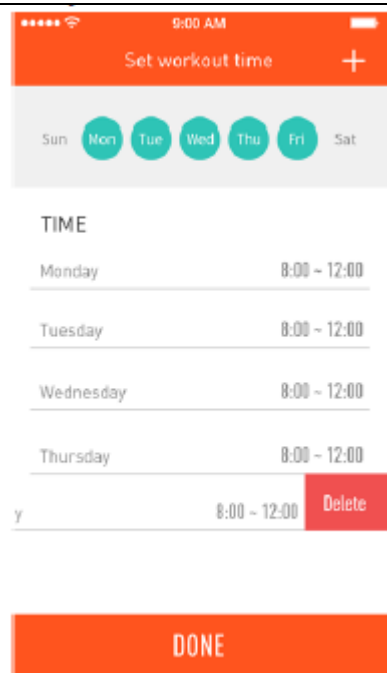 9:00 AM
Set workout time +
Sun Mon Tue Wed Thu Fri Sat
TIME
Monday 8:00 ~ 12:00
Tuesday 8:00 ~ 12:00
Wednesday 8:00 ~ 12:00
Thursday 8:00 ~ 12:00
y 8:00 ~ 12:00 Delete
DONE